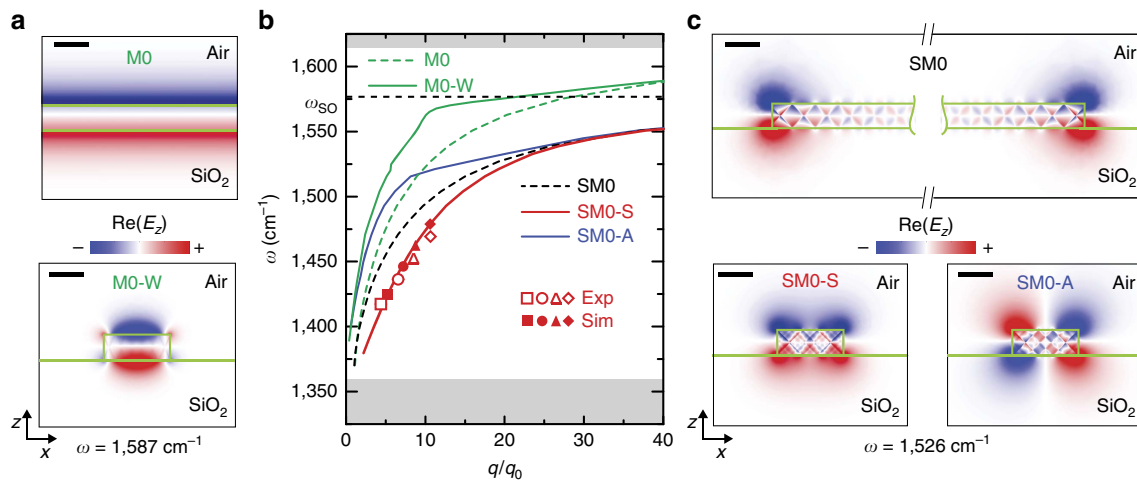 a
M0
Air
SiO₂
Re(Ez)
− +
M0-W
Air
SiO₂
z
x
ω = 1,587 cm⁻¹
b
1,600
ωSO
1,550
1,500
1,450
1,400
1,350
ω (cm⁻¹)
M0
M0-W
SM0
SM0-S
SM0-A
Exp
Sim
0 10 20 30 40
q/q₀
c
SM0
Air
SiO₂
Re(Ez)
− +
SM0-S
Air
SiO₂
SM0-A
Air
SiO₂
z
x
ω = 1,526 cm⁻¹